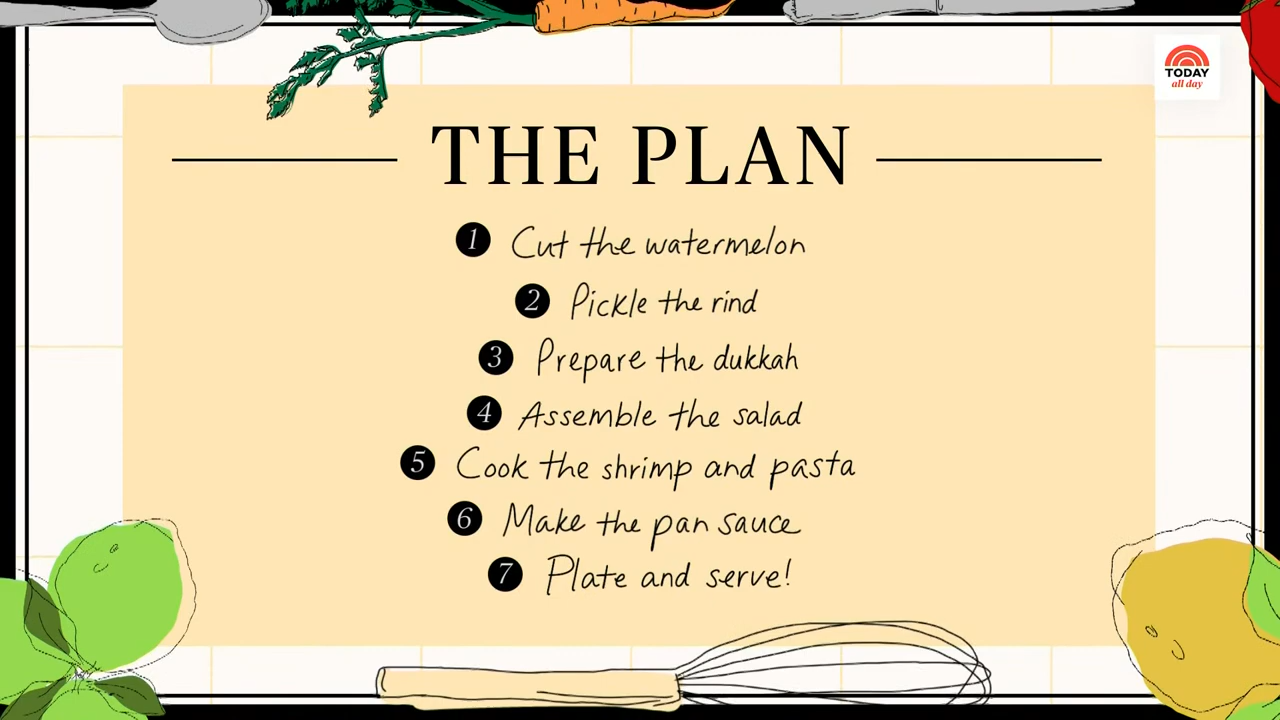 TODAY
all day
THE PLAN
1 Cut the watermelon
2 Pickle the rind
3 Prepare the dukkah
4 Assemble the salad
5 Cook the shrimp and pasta
6 Make the pan sauce
7 Plate and serve!